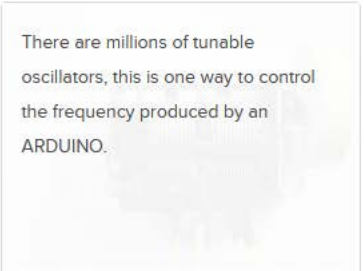 There are millions of tunable
oscillators, this is one way to control
the frequency produced by an
ARDUINO.